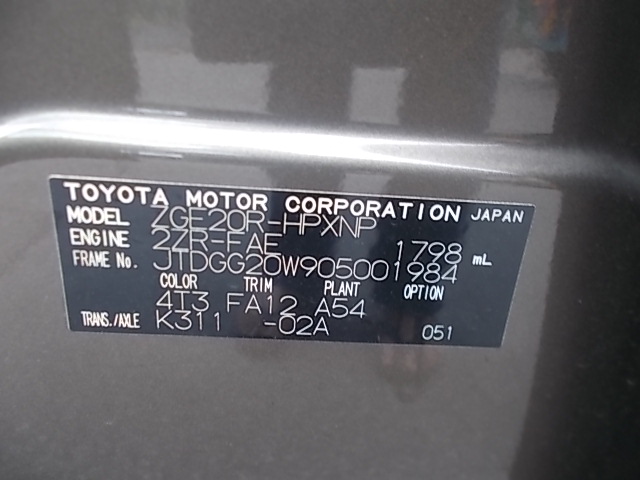 TOYOTA MOTOR CORPORATION JAPAN
MODEL ZGE20R-HPXNP
ENGINE 2ZR-FAE 1798 mL
FRAME No. JTDGG20W905001984
COLOR TRIM PLANT OPTION
4T3 FA12 A54
TRANS./AXLE K311 -02A 051